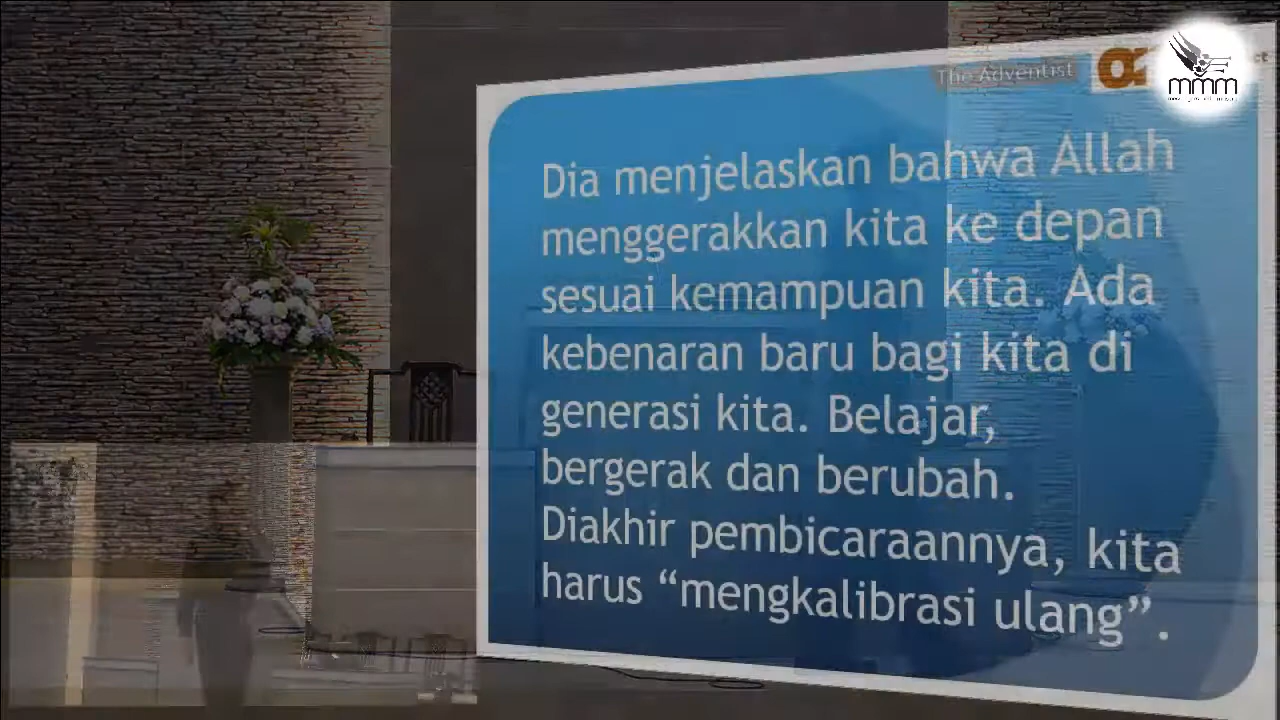 The Adventist
mmm
Dia menjelaskan bahwa Allah
menggerakkan kita ke depan
sesuai kemampuan kita. Ada
kebenaran baru bagi kita di
generasi kita. Belajar,
bergerak dan berubah.
Diakhir pembicaraannya, kita
harus “mengkalibrasi ulang”.